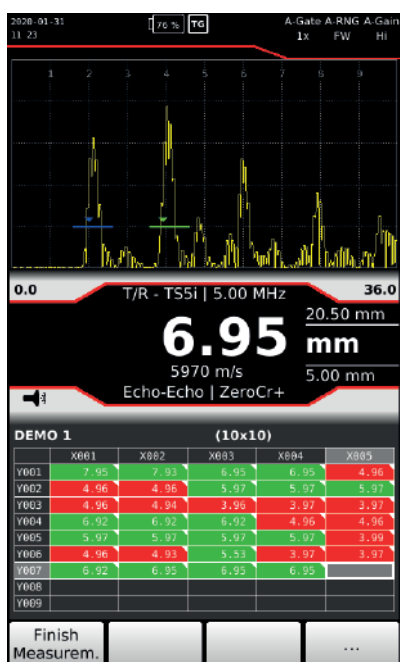 2020-01-31 76 % TG A-Gate A-RNG A-Gain
11 23 1x FW Hi
1 2 3 4 5 6 7 8 9
0.0 T/R - TS5i | 5.00 MHz 36.0
20.50 mm
6.95 mm
5970 m/s 5.00 mm
Echo-Echo | ZeroCr+
DEMO 1 (10x10)
X001 X002 X003 X004 X005
Y001 7.95 7.93 6.95 6.95 4.96
Y002 4.96 4.96 5.97 5.97 5.97
Y003 4.96 4.94 3.96 3.97 3.97
Y004 6.92 6.92 6.92 4.96 4.96
Y005 5.97 5.97 5.97 5.97 3.99
Y006 4.96 4.93 5.53 3.97 3.97
Y007 6.92 6.95 6.95 6.95
Y008
Y009
Finish
Measurem. ...